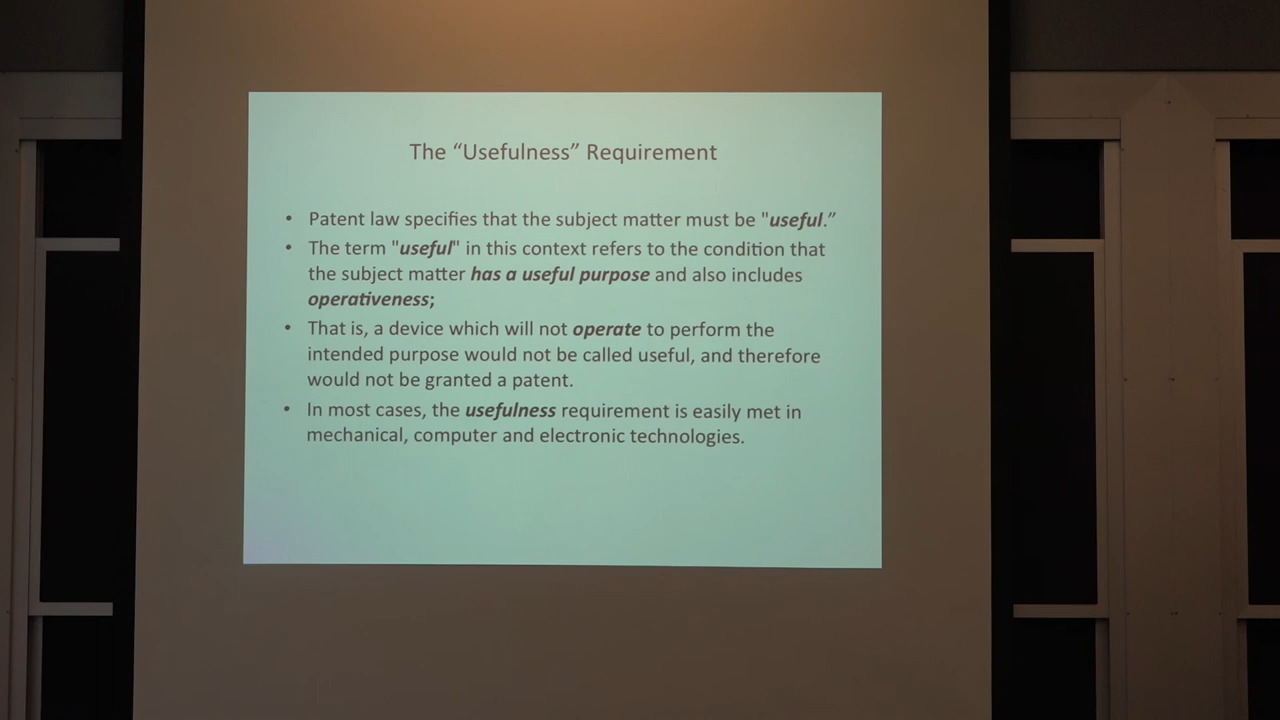 The “Usefulness” Requirement
• Patent law specifies that the subject matter must be "useful.”
• The term "useful" in this context refers to the condition that
the subject matter has a useful purpose and also includes
operativeness;
• That is, a device which will not operate to perform the
intended purpose would not be called useful, and therefore
would not be granted a patent.
• In most cases, the usefulness requirement is easily met in
mechanical, computer and electronic technologies.